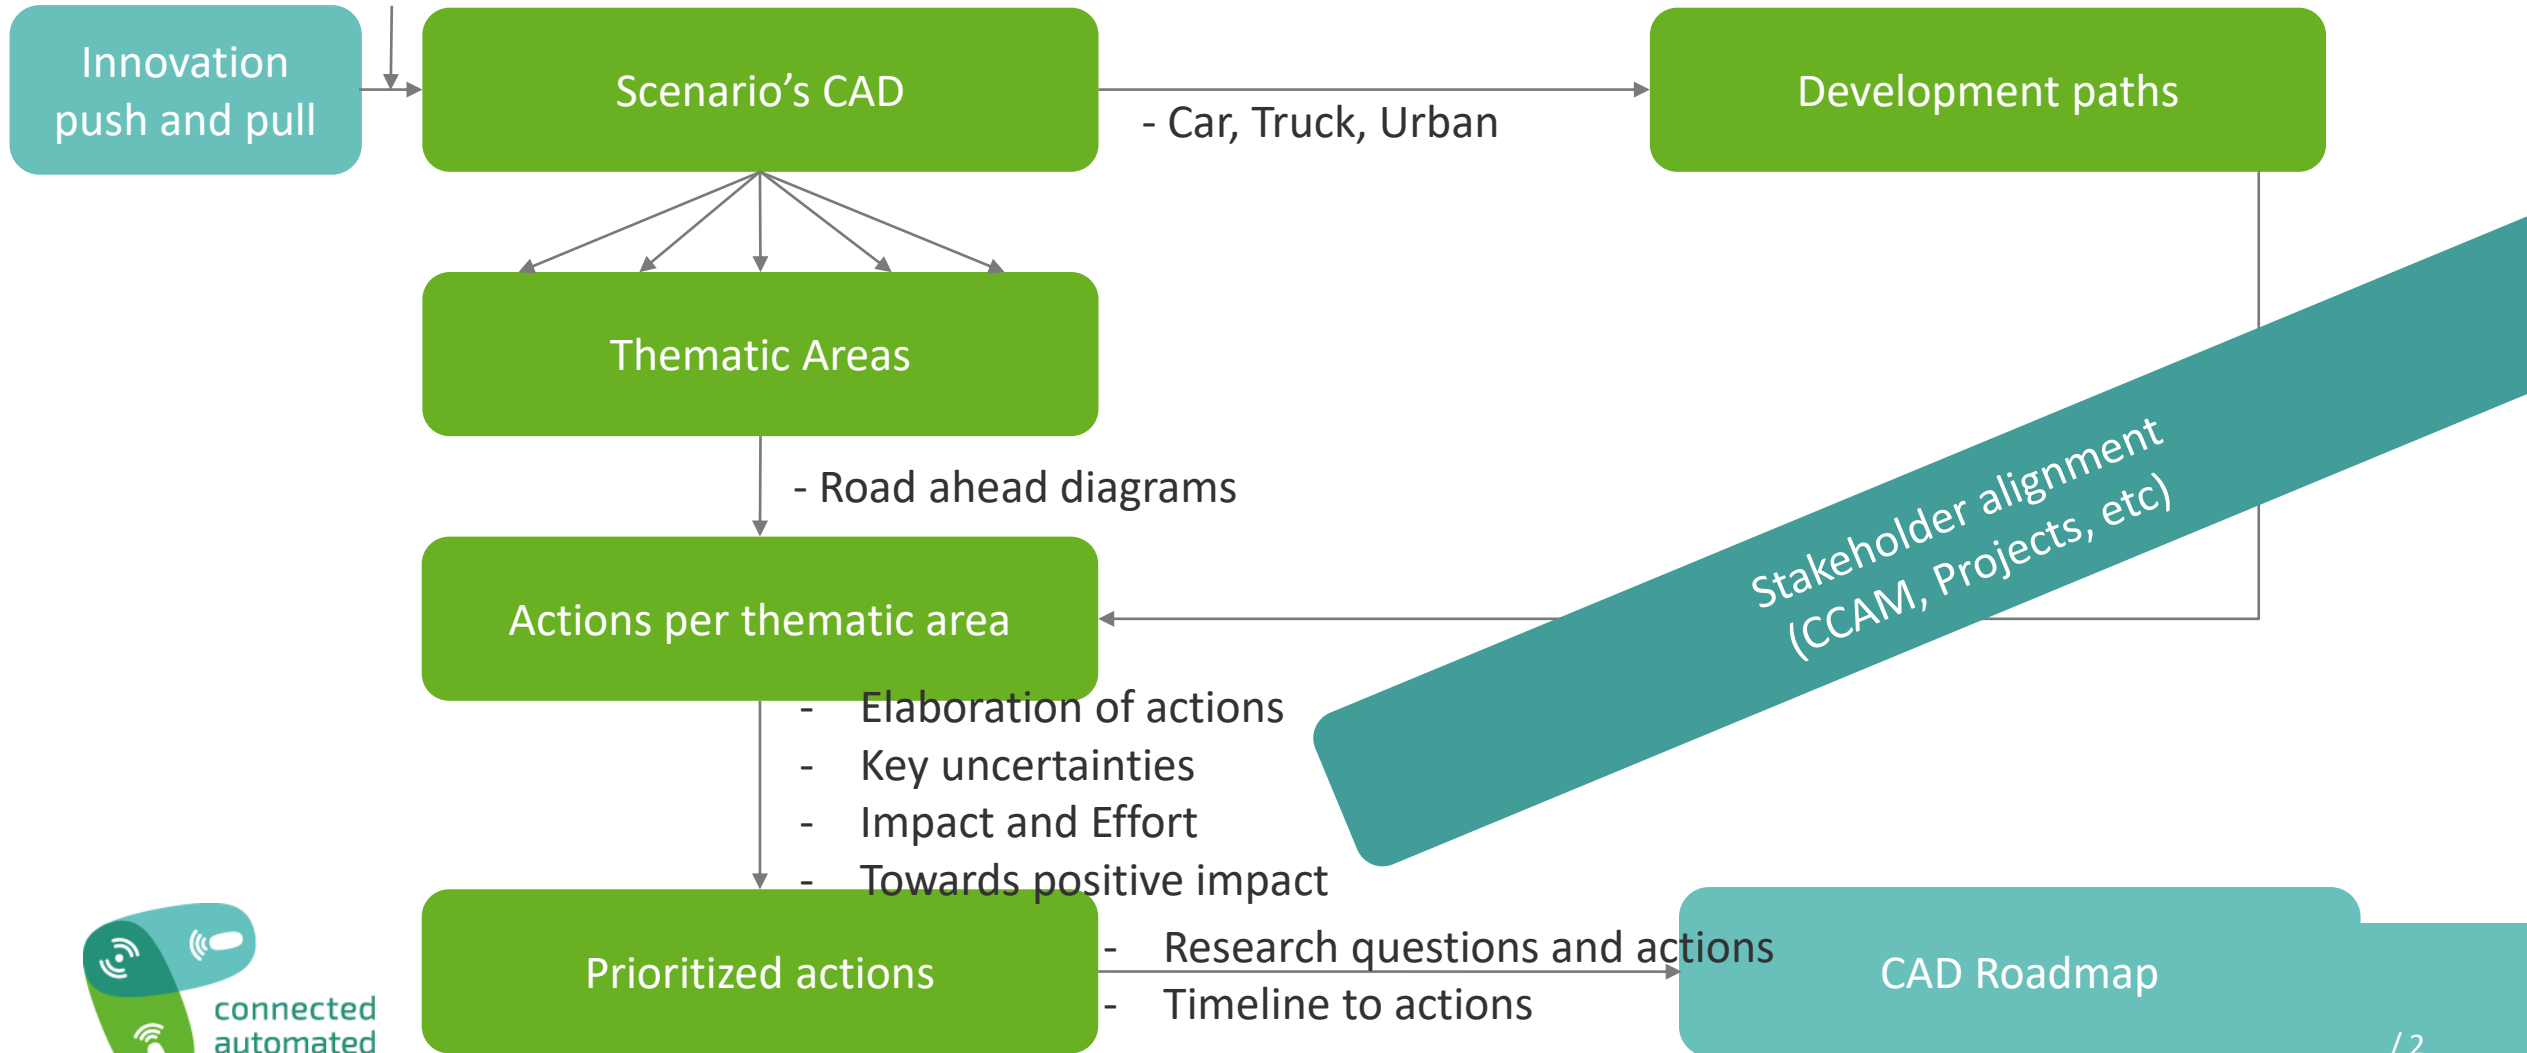 Innovation
push and pull
Scenario's CAD
- Car, Truck, Urban
Development paths
Thematic Areas
- Road ahead diagrams
Stakeholder alignment
(CCAM, Projects, etc)
Actions per thematic area
- Elaboration of actions
- Key uncertainties
- Impact and Effort
- Towards positive impact
Prioritized actions
- Research questions and actions
- Timeline to actions
CAD Roadmap
connected
automated
/ 2